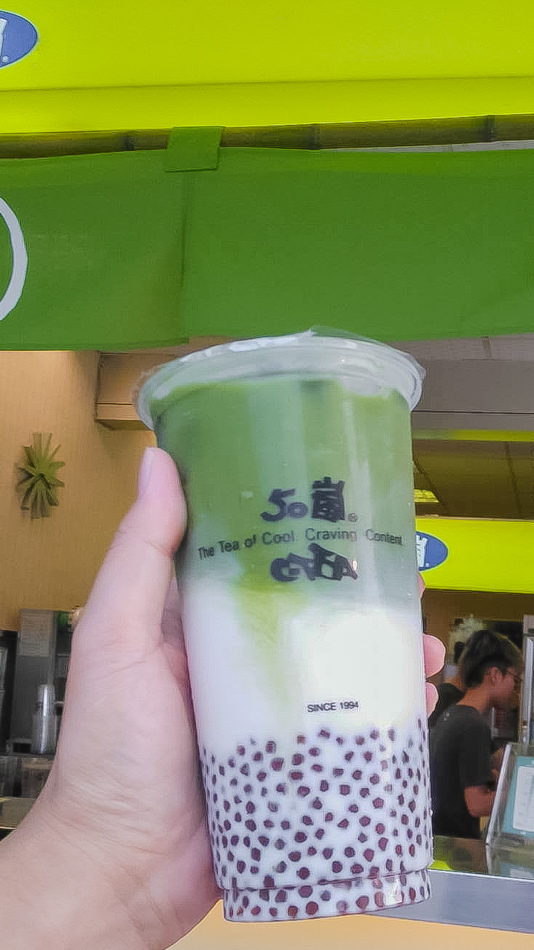 50嵐®
The Tea of Cool. Craving Content.
SINCE 1994